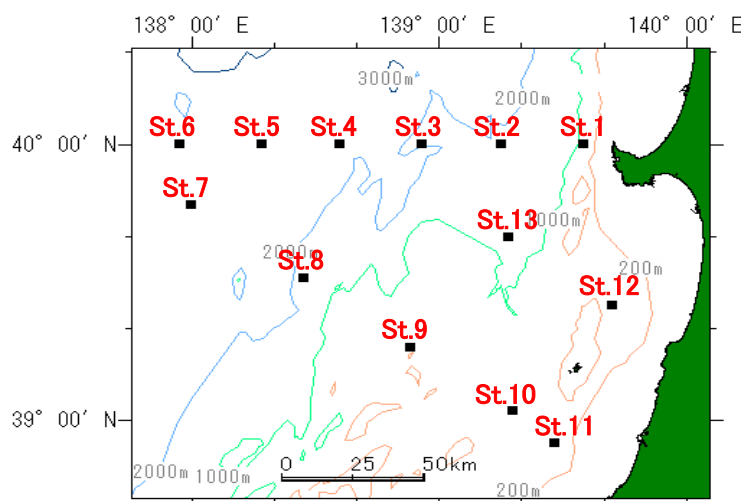 138° 00′ E 139° 00′ E 140° 00′ E
3000m
2000m
St.6 St.5 St.4 St.3 St.2 St.1
40° 00′ N
St.7
St.13
1000m
2000m
St.8
200m
St.12
St.9
St.10
39° 00′ N
St.11
2000m
1000m
0 25 50km
200m